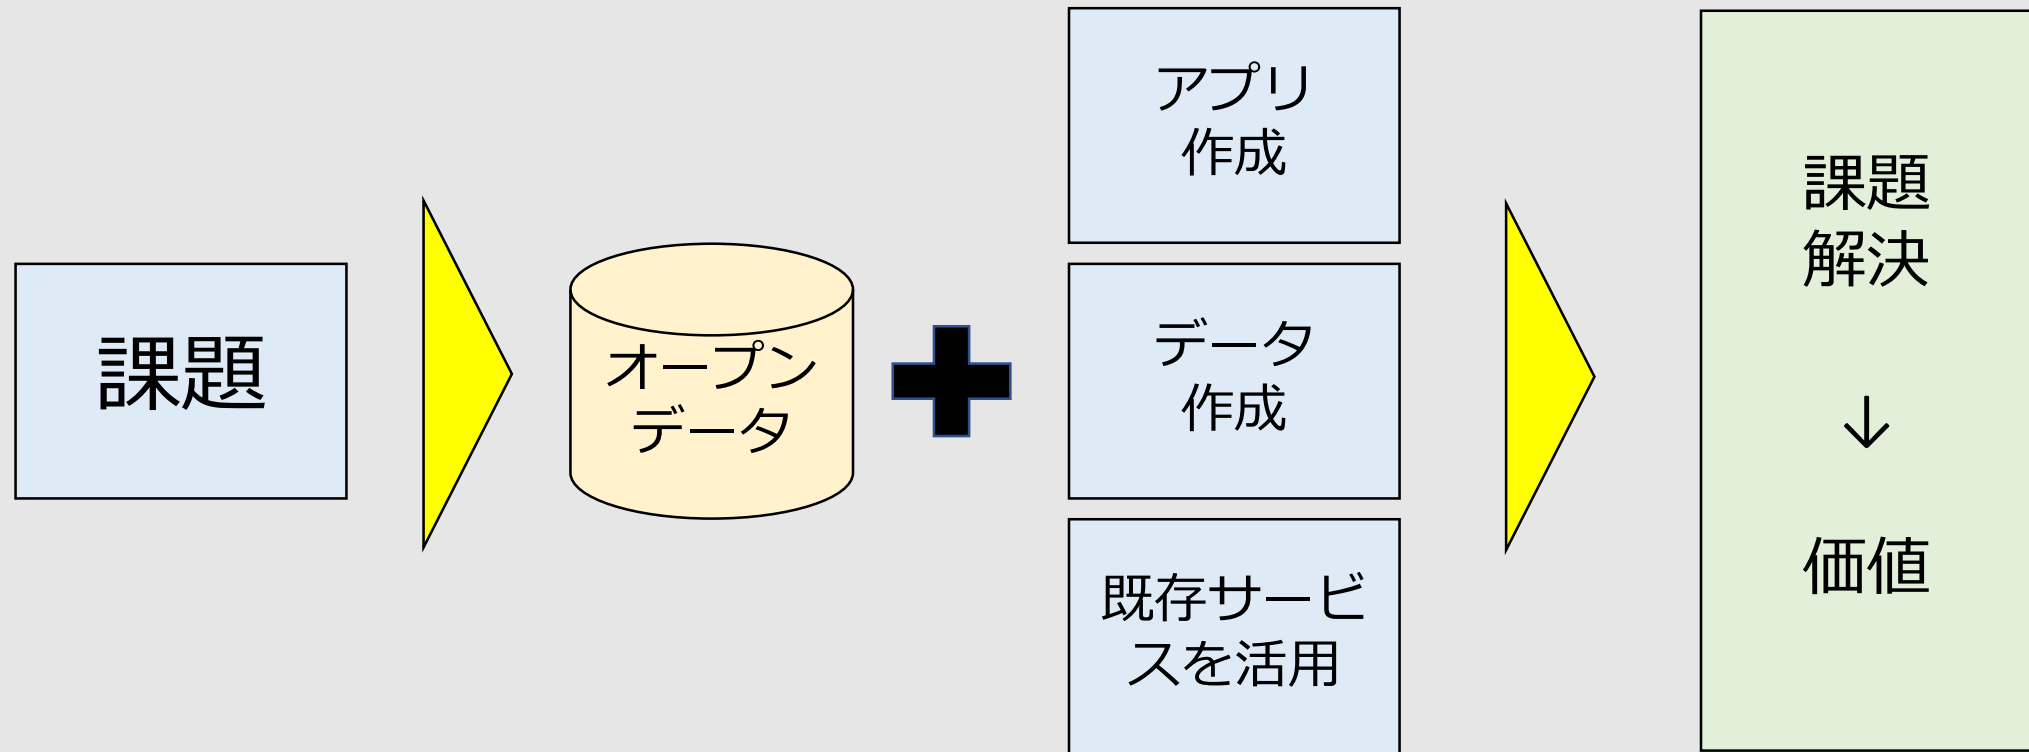 課題
オープン
データ
アプリ
作成
データ
作成
既存サービ
スを活用
課題
解決
↓
価値